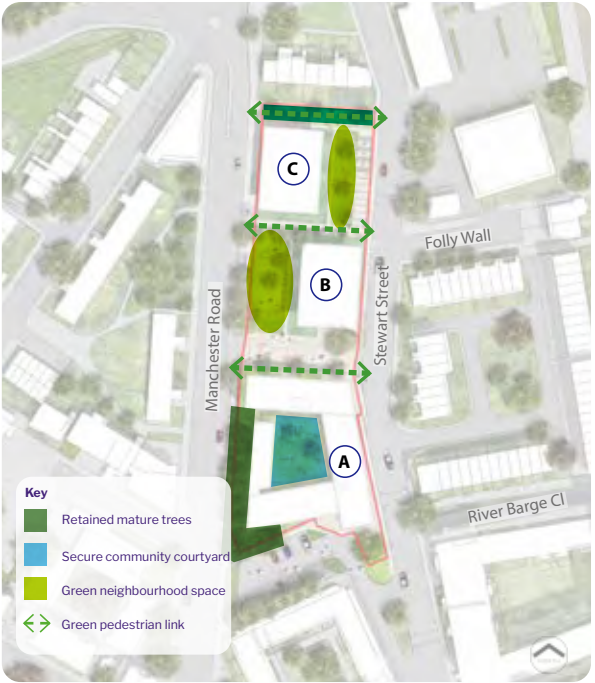 C
Folly Wall
B
Manchester Road
Stewart Street
A
River Barge Cl
Key
Retained mature trees
Secure community courtyard
Green neighbourhood space
Green pedestrian link